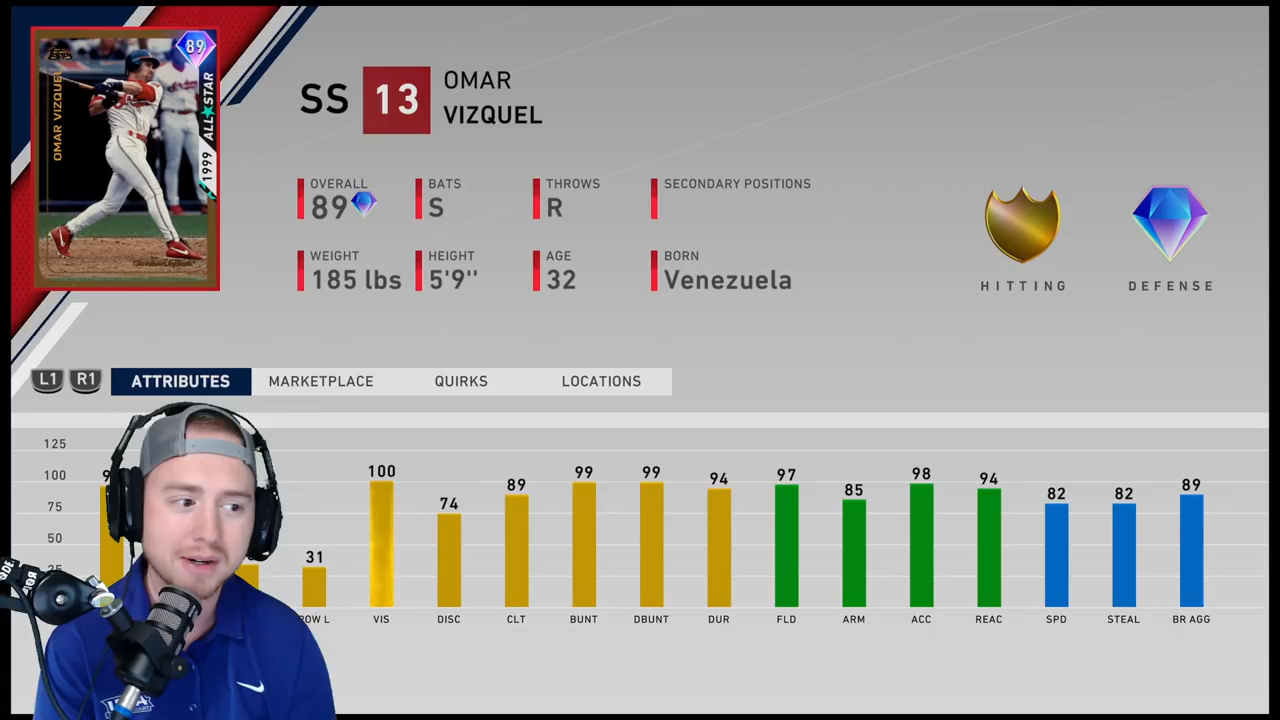 Topps
89
OMAR VIZQUEL
1999 ALL★STAR
SS 13 OMAR
VIZQUEL
OVERALL BATS THROWS SECONDARY POSITIONS
89 S R
WEIGHT HEIGHT AGE BORN
185 lbs 5'9'' 32 Venezuela
HITTING DEFENSE
L1 R1 ATTRIBUTES MARKETPLACE QUIRKS LOCATIONS
125
100
75
50
25
31 100 74 89 99 99 94 97 85 98 94 82 82 89
VIS DISC CLT BUNT DBUNT DUR FLD ARM ACC REAC SPD STEAL BR AGG